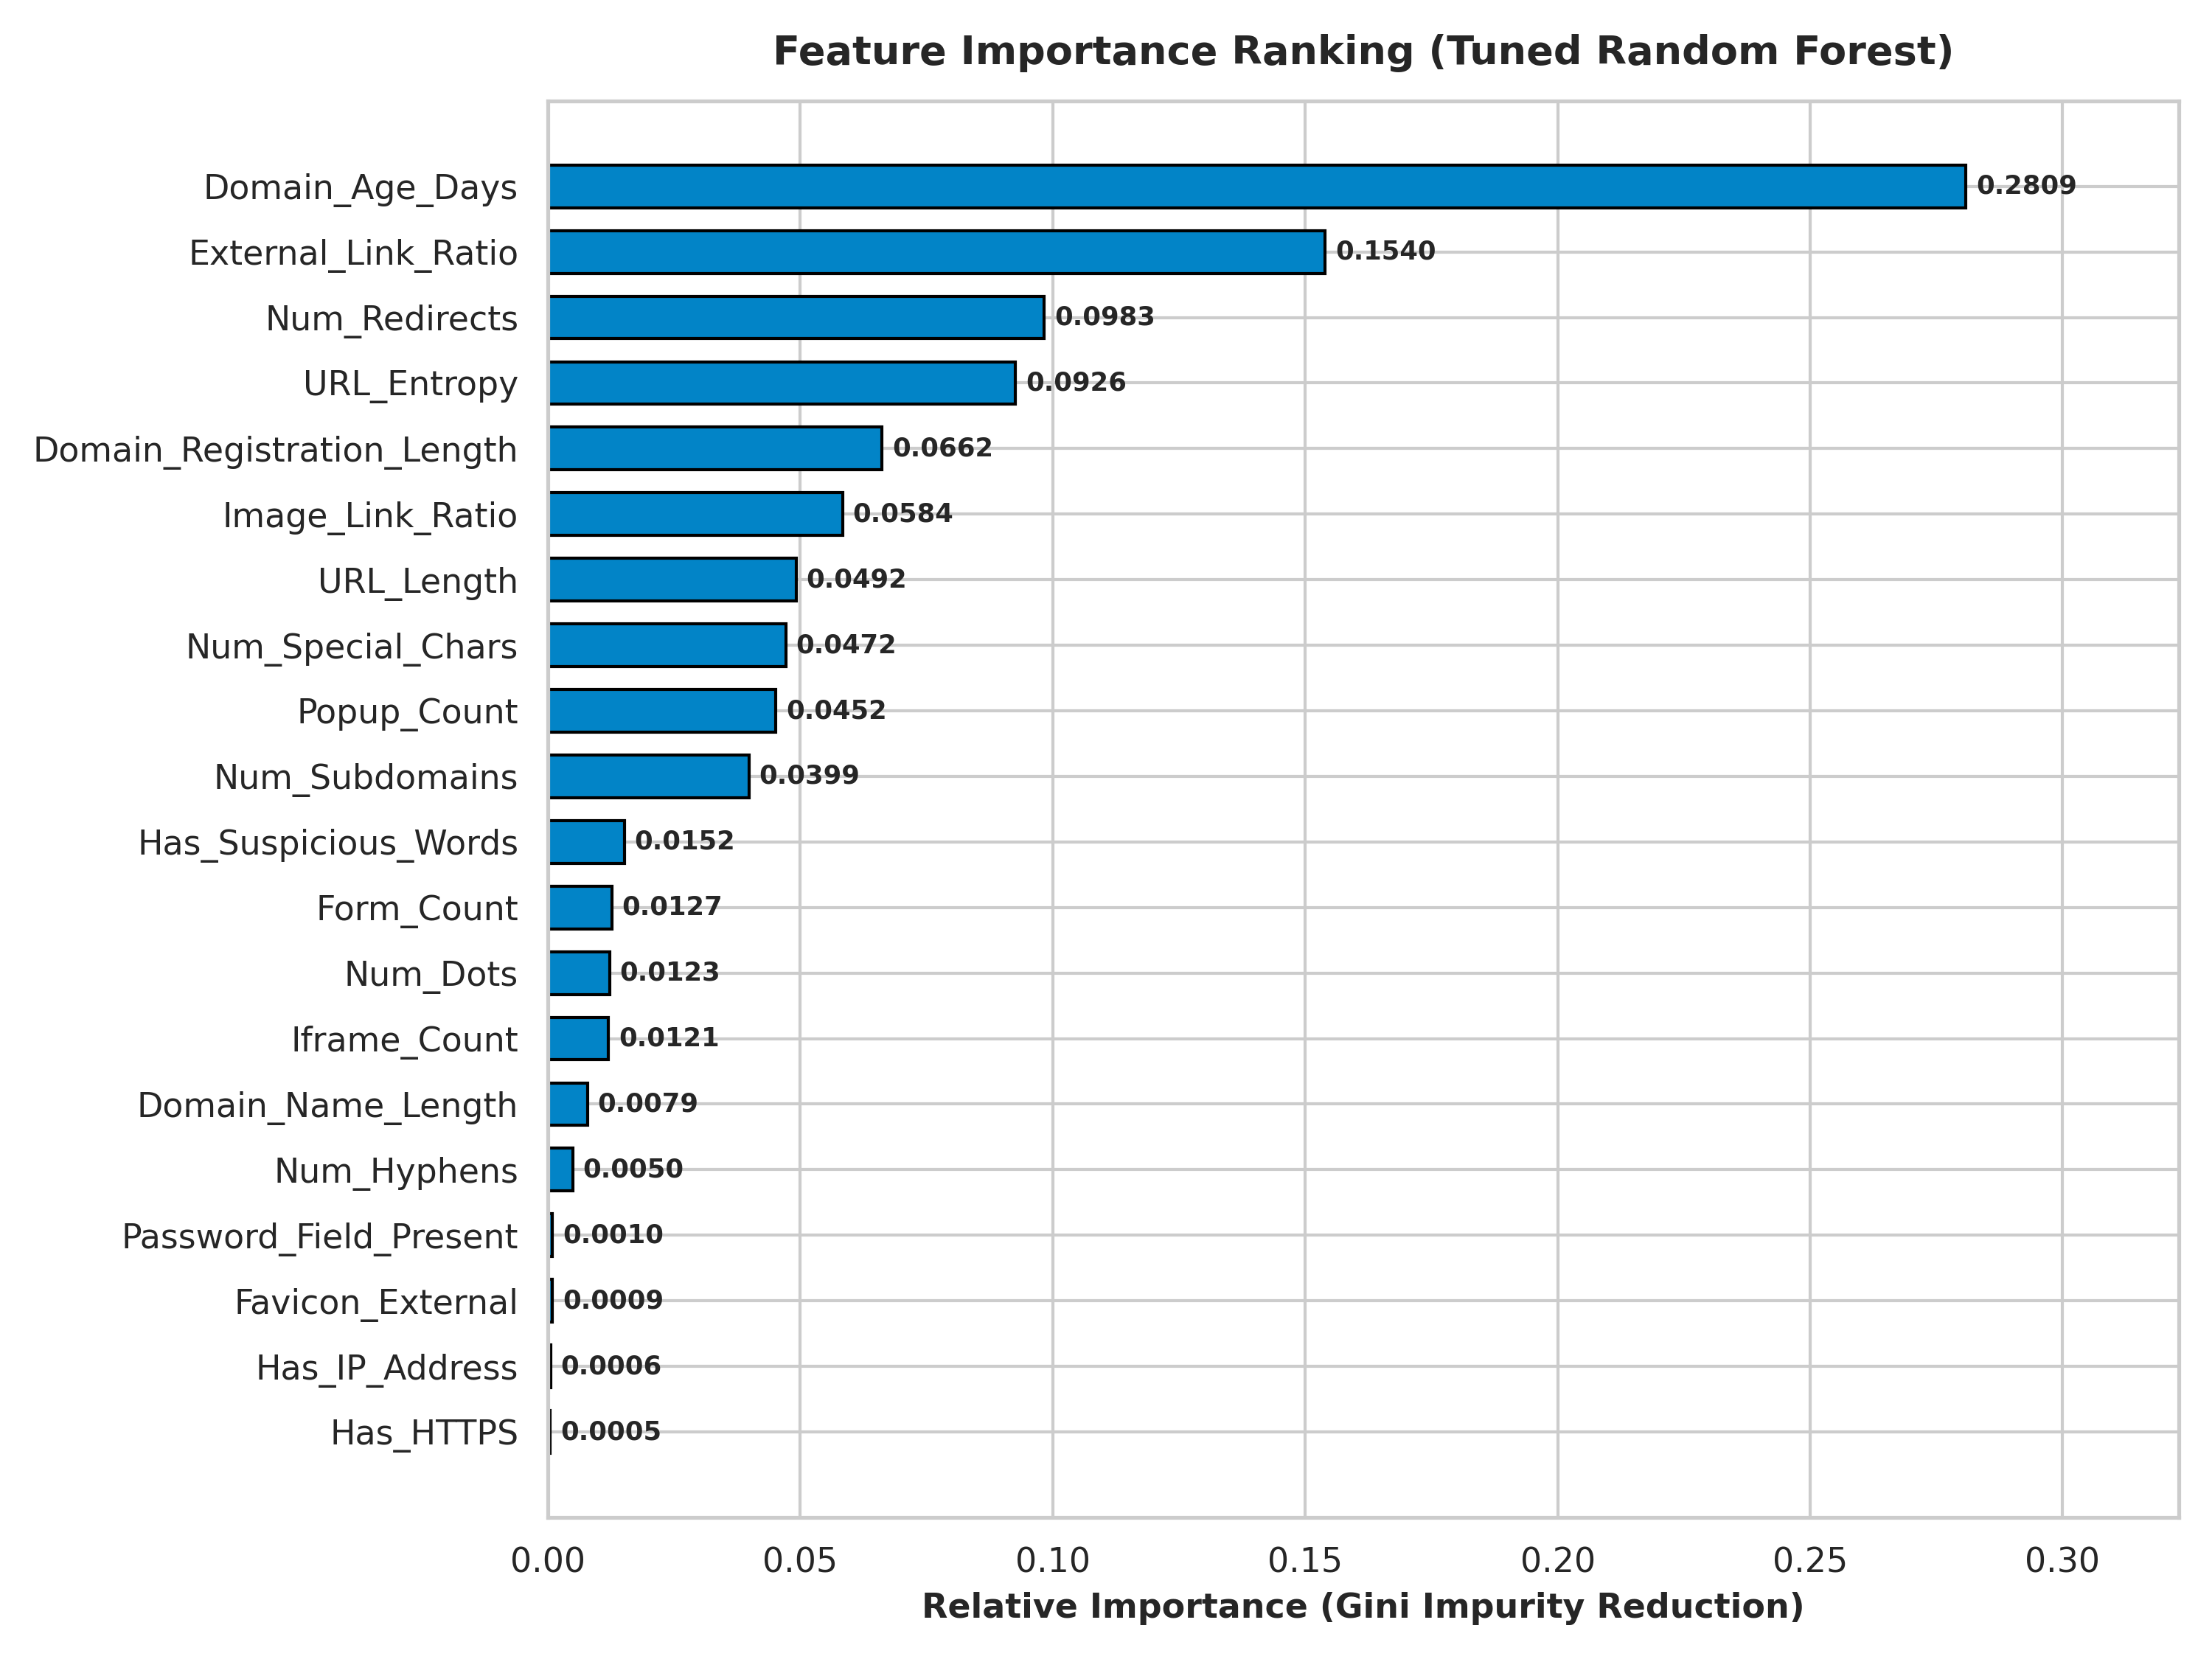 Feature Importance Ranking (Tuned Random Forest)
Domain_Age_Days 0.2809
External_Link_Ratio 0.1540
Num_Redirects 0.0983
URL_Entropy 0.0926
Domain_Registration_Length 0.0662
Image_Link_Ratio 0.0584
URL_Length 0.0492
Num_Special_Chars 0.0472
Popup_Count 0.0452
Num_Subdomains 0.0399
Has_Suspicious_Words 0.0152
Form_Count 0.0127
Num_Dots 0.0123
Iframe_Count 0.0121
Domain_Name_Length 0.0079
Num_Hyphens 0.0050
Password_Field_Present 0.0010
Favicon_External 0.0009
Has_IP_Address 0.0006
Has_HTTPS 0.0005
0.00 0.05 0.10 0.15 0.20 0.25 0.30
Relative Importance (Gini Impurity Reduction)